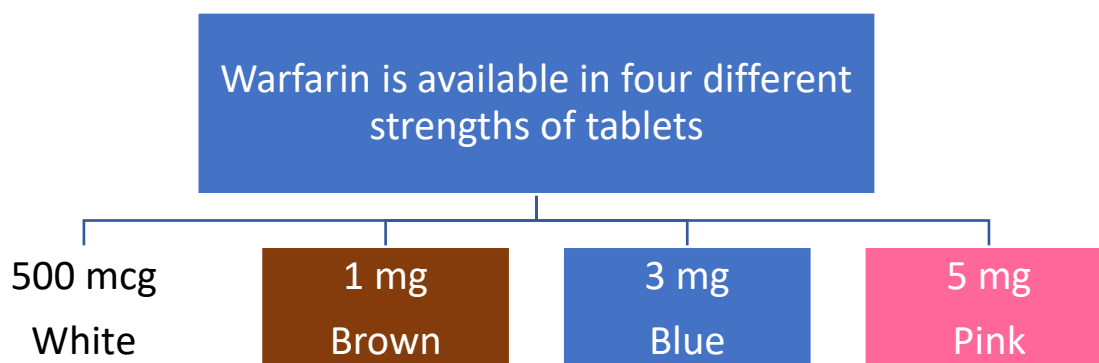 Warfarin is available in four different
strengths of tablets
500 mcg
White
1 mg
Brown
3 mg
Blue
5 mg
Pink